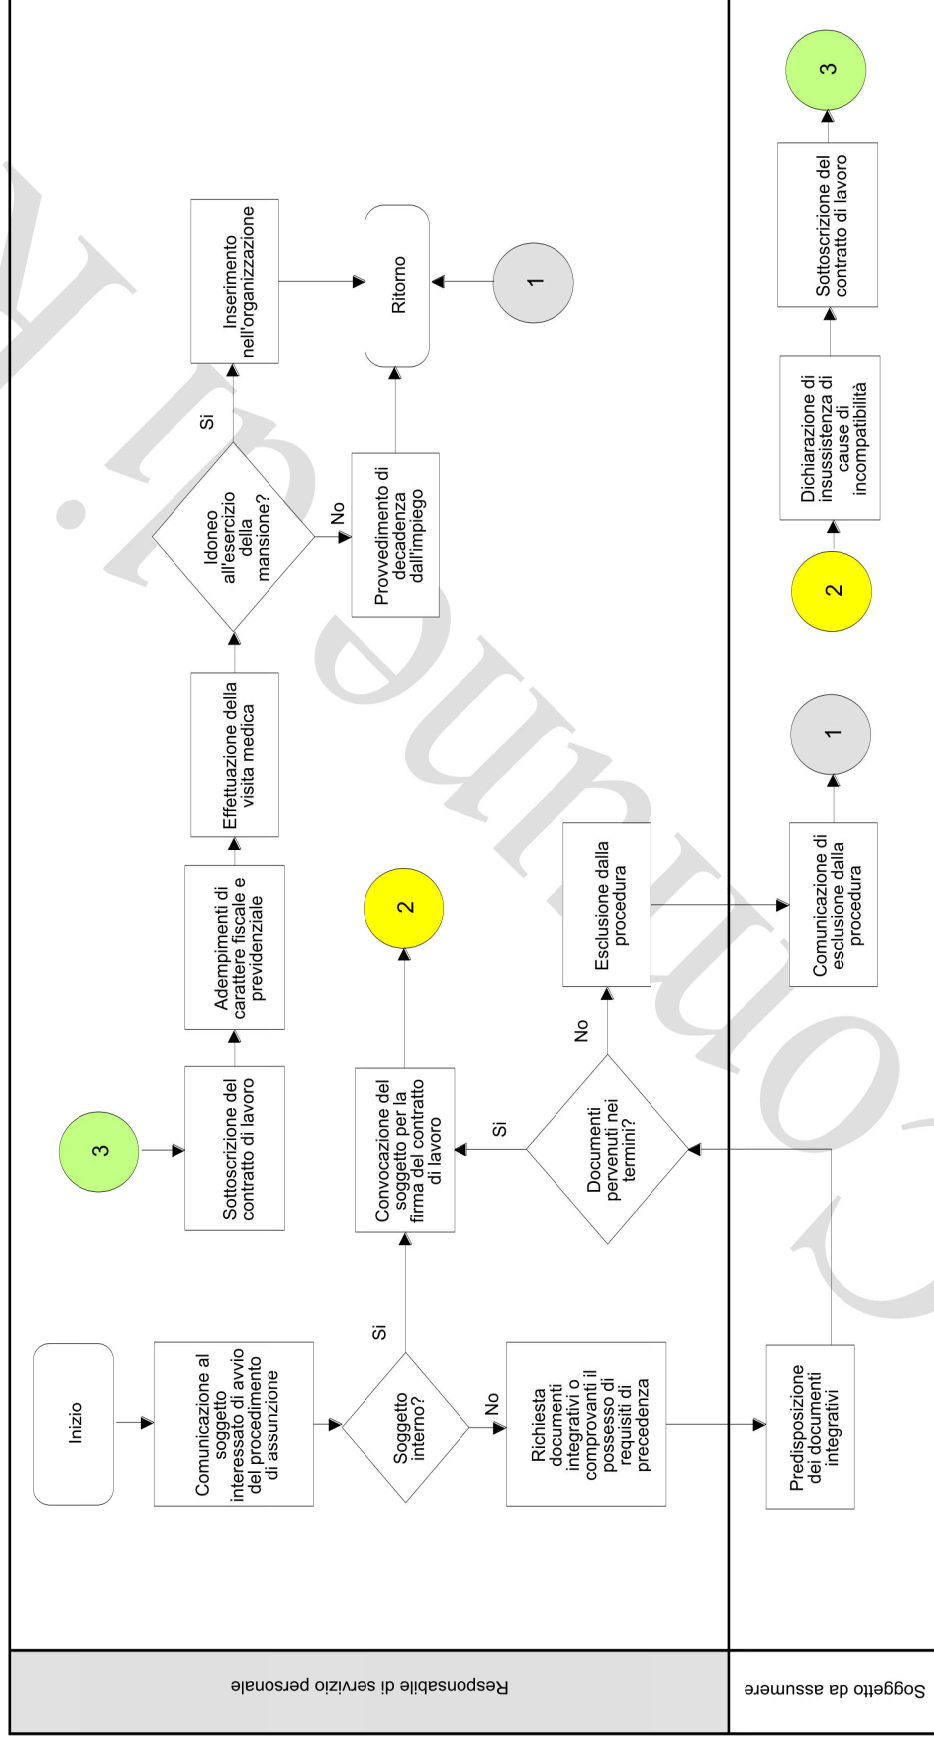 Responsabile di servizio personale
Inizio
Comunicazione al
soggetto
interessato di avvio
del procedimento
di assunzione
Soggetto
interno?
Si
No
Richiesta
documenti
integrativi o
comprovanti il
possesso di
requisiti di
precedenza
3
Sottoscrizione del
contratto di lavoro
Adempimenti di
carattere fiscale e
previdenziale
Effettuazione della
visita medica
Idoneo
all'esercizio
della
mansione?
Si
No
Inserimento
nell'organizzazione
Provvedimento di
decadenza
dall'impiego
Ritorno
1
Convocazione del
soggetto per la
firma del contratto
di lavoro
2
Si
Documenti
pervenuti nei
termini?
No
Esclusione dalla
procedura
Soggetto da assumere
Predisposizione
dei documenti
integrativi
Comunicazione di
esclusione dalla
procedura
1
2
Dichiarazione di
insussistenza di
cause di
incompatibilità
Sottoscrizione del
contratto di lavoro
3
Comune di